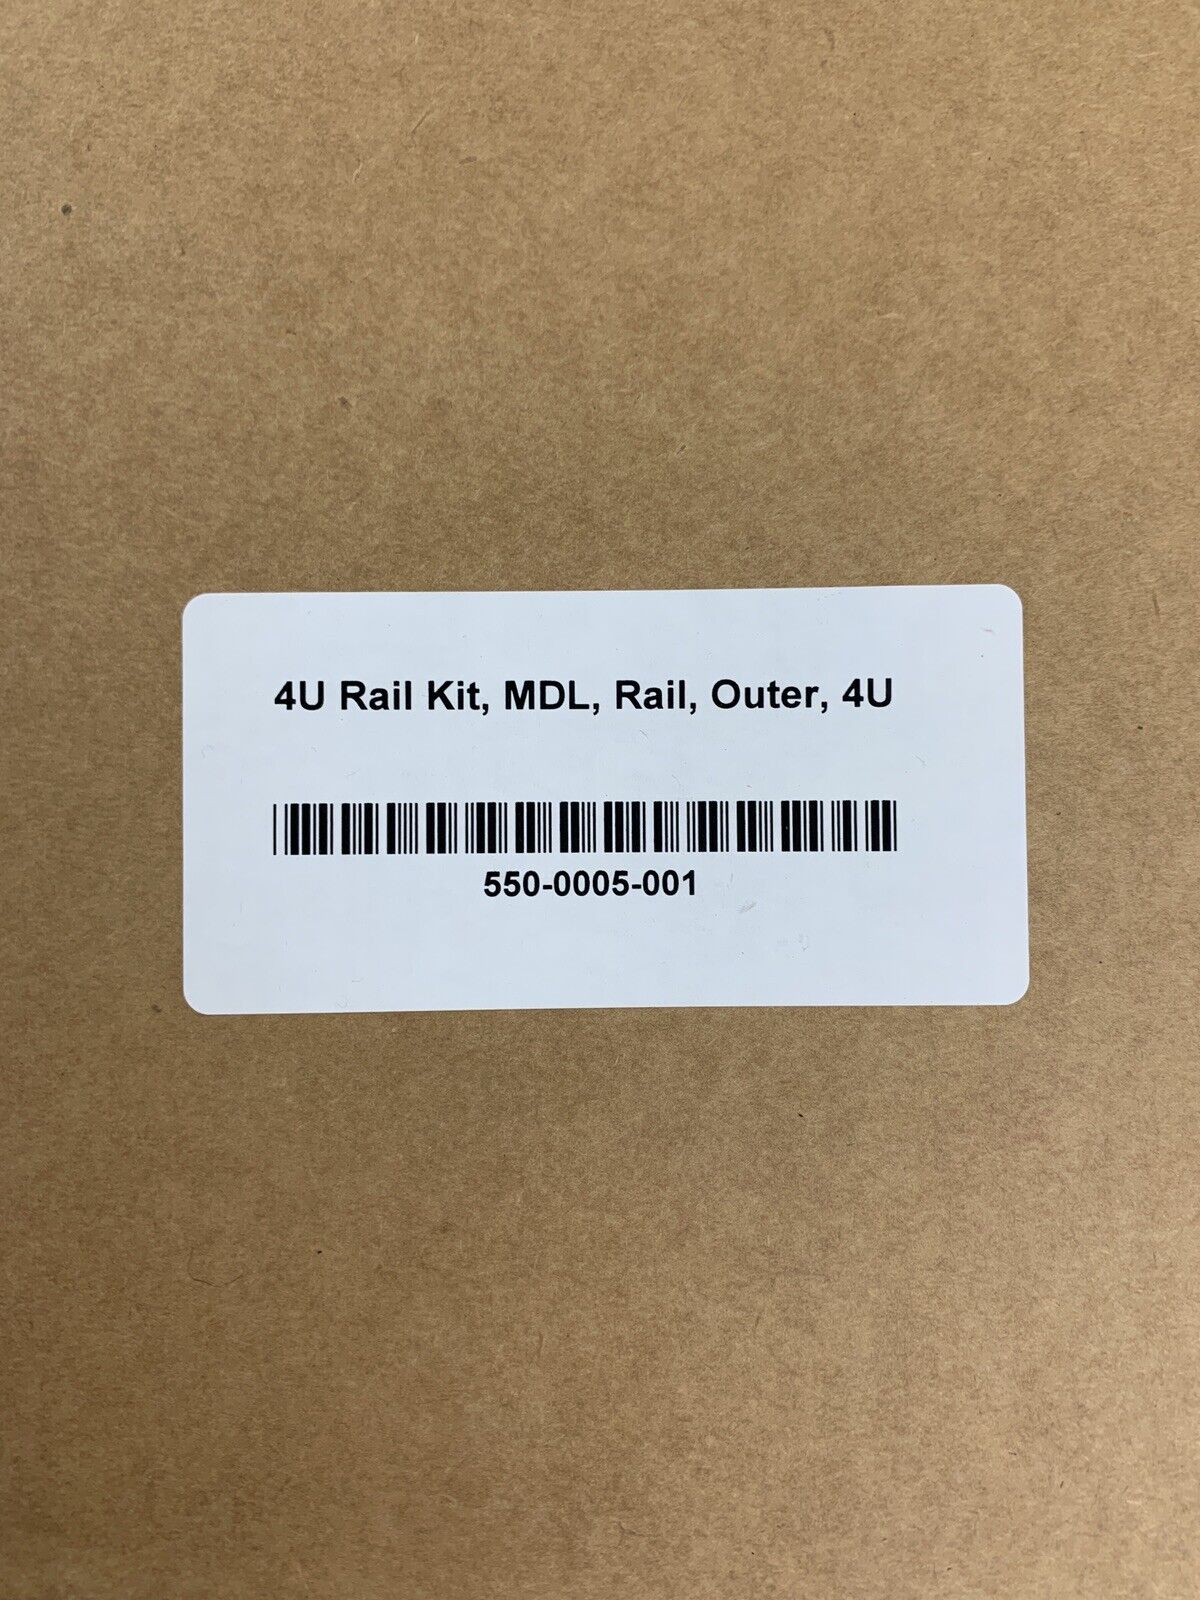 4U Rail Kit, MDL, Rail, Outer, 4U
550-0005-001